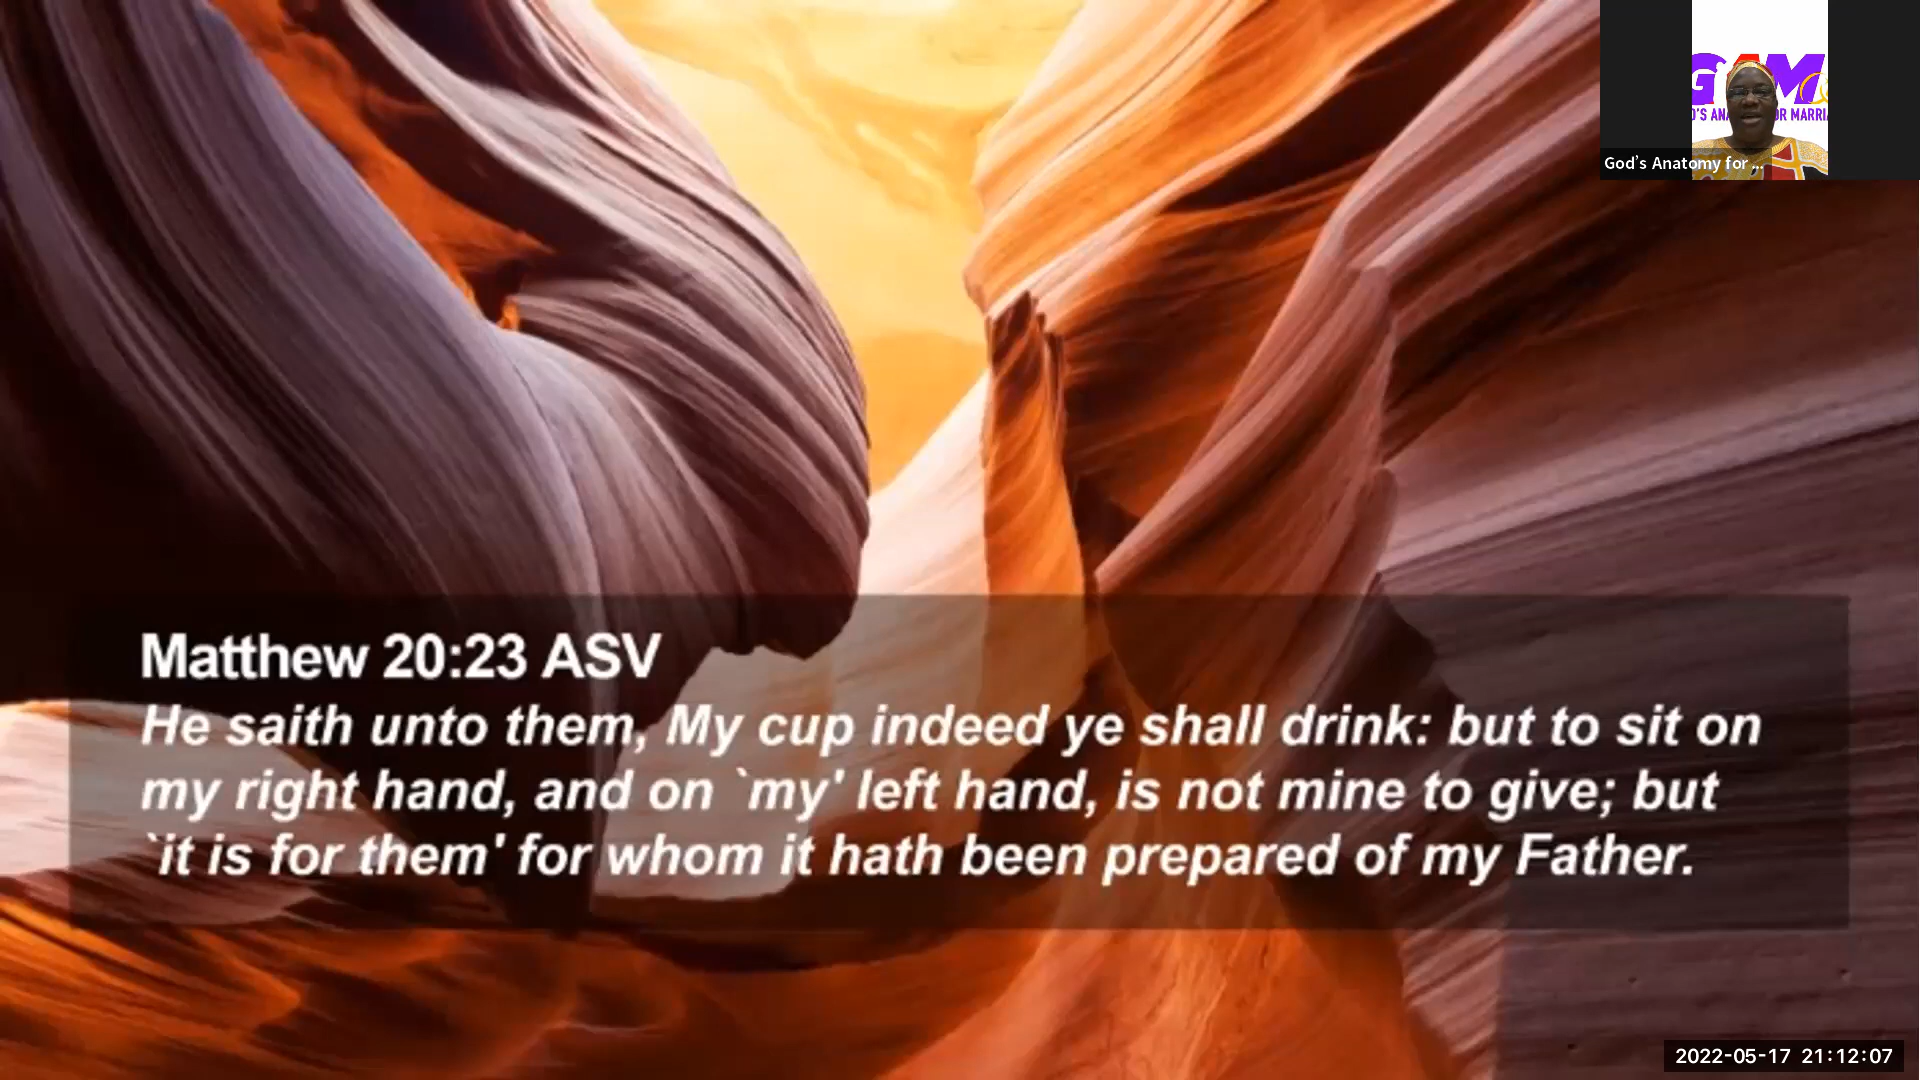 GAM
God's Anatomy for ...
Matthew 20:23 ASV
He saith unto them, My cup indeed ye shall drink: but to sit on
my right hand, and on `my' left hand, is not mine to give; but
`it is for them' for whom it hath been prepared of my Father.
2022-05-17 21:12:07